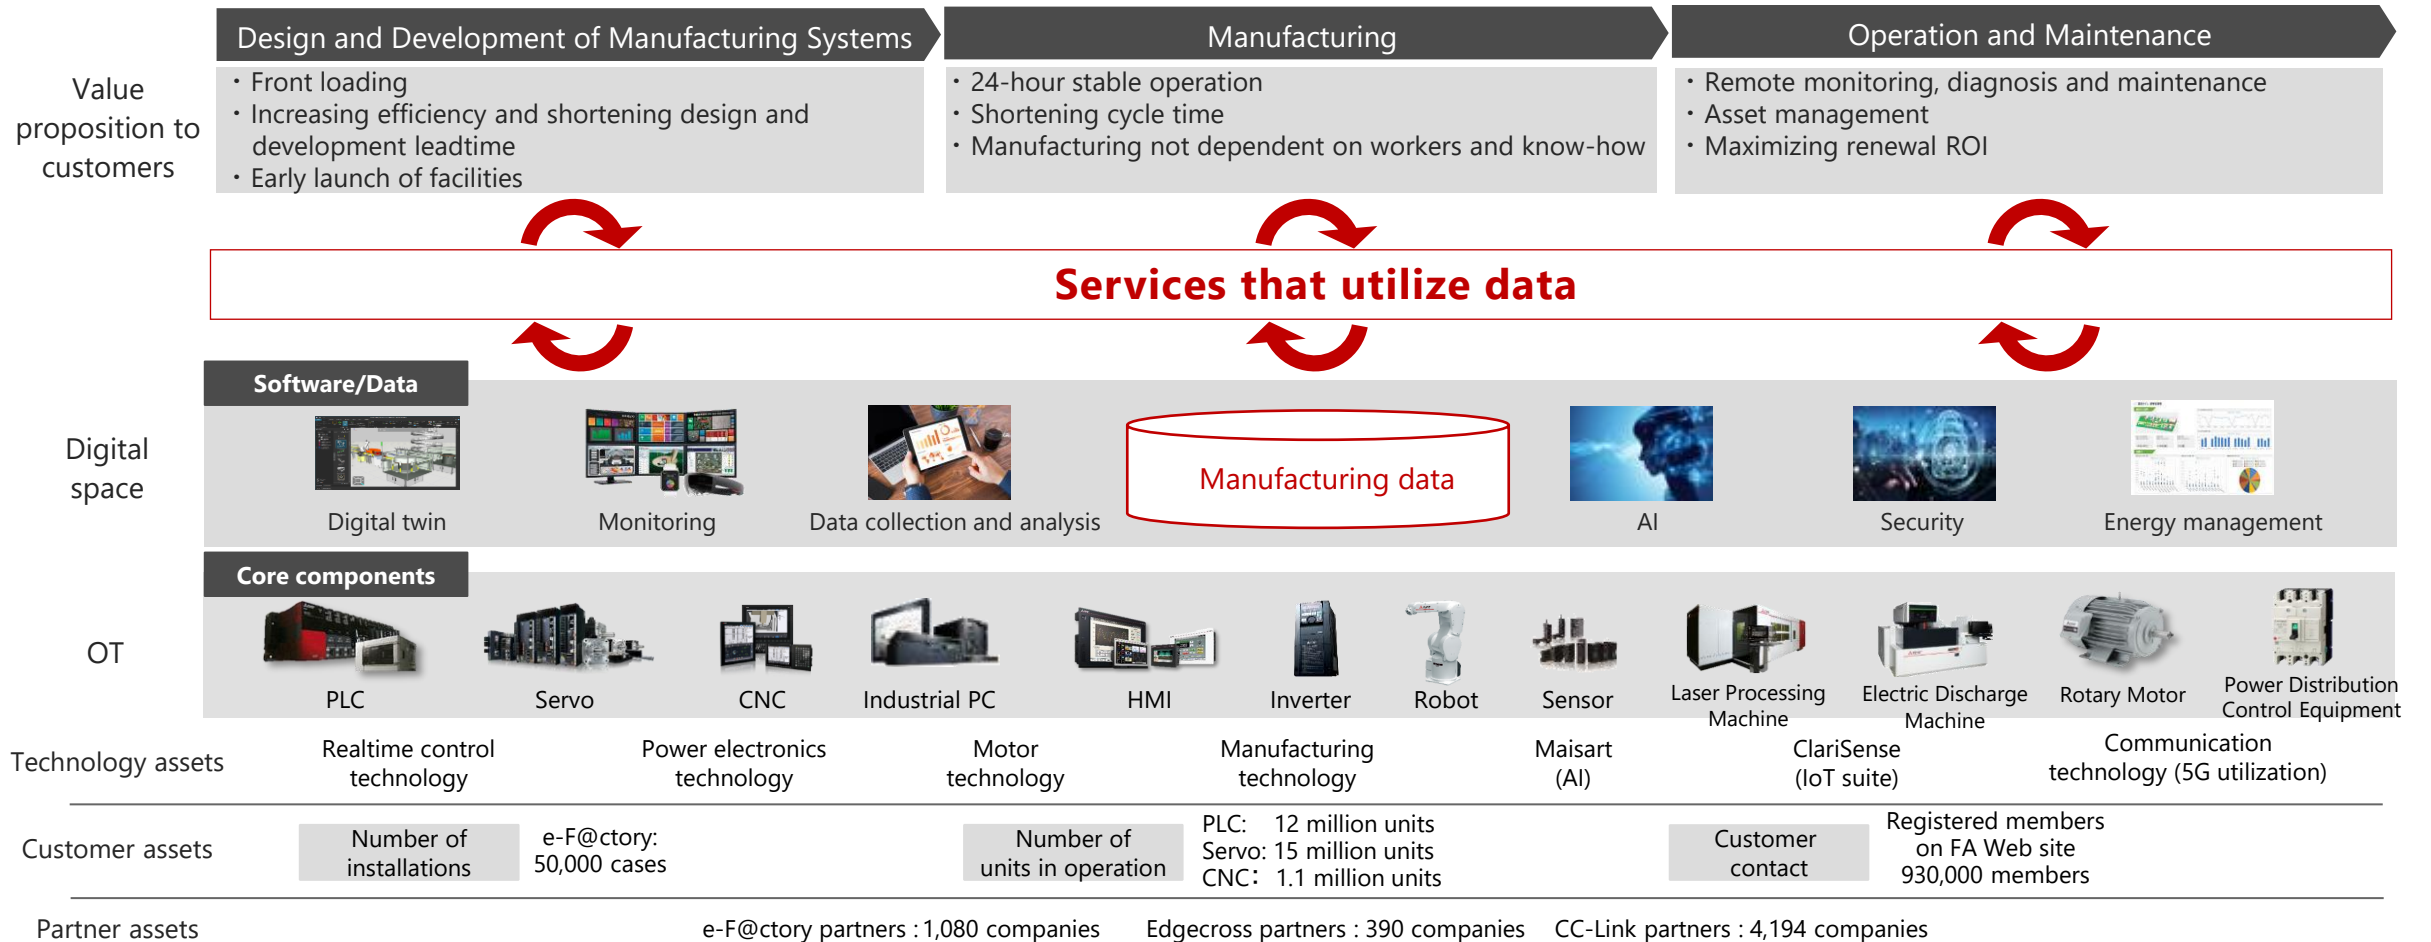 Design and Development of Manufacturing Systems
Manufacturing
Operation and Maintenance
Value
proposition to
customers
・Front loading
・Increasing efficiency and shortening design and
development leadtime
・Early launch of facilities
・24-hour stable operation
・Shortening cycle time
・Manufacturing not dependent on workers and know-how
・Remote monitoring, diagnosis and maintenance
・Asset management
・Maximizing renewal ROI
Services that utilize data
Software/Data
Digital
space
Digital twin
Monitoring
Data collection and analysis
Manufacturing data
AI
Security
Energy management
Core components
OT
PLC
Servo
CNC
Industrial PC
HMI
Inverter
Robot
Sensor
Laser Processing
Machine
Electric Discharge
Machine
Rotary Motor
Power Distribution
Control Equipment
Technology assets
Realtime control
technology
Power electronics
technology
Motor
technology
Manufacturing
technology
Maisart
(AI)
ClariSense
(IoT suite)
Communication
technology (5G utilization)
Customer assets
Number of
installations
e-F@ctory:
50,000 cases
Number of
units in operation
PLC: 12 million units
Servo: 15 million units
CNC: 1.1 million units
Customer
contact
Registered members
on FA Web site
930,000 members
Partner assets
e-F@ctory partners : 1,080 companies
Edgecross partners : 390 companies
CC-Link partners : 4,194 companies